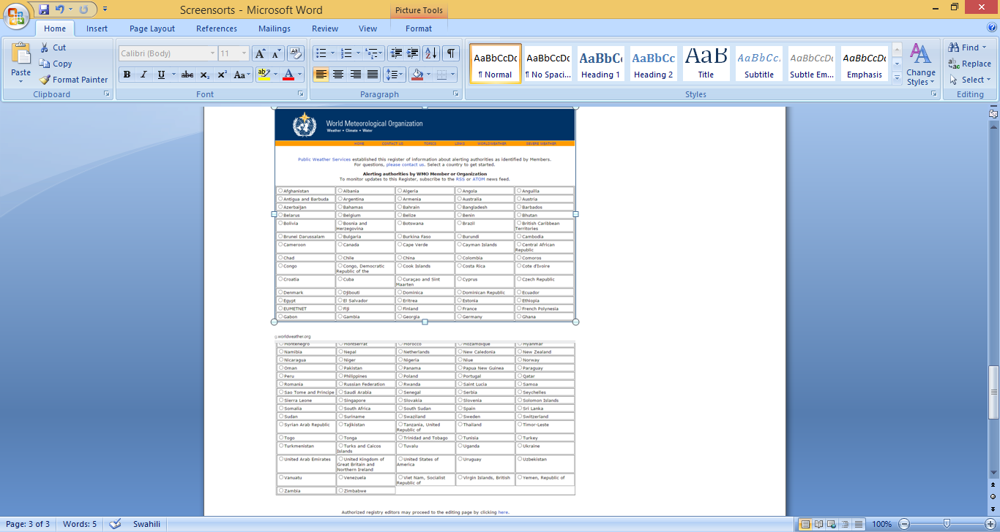 Screensorts - Microsoft Word
Picture Tools
Home Insert Page Layout References Mailings Review View Format
Paste
Cut
Copy
Format Painter
Clipboard
Calibri (Body) 11
Font
Paragraph
AaBbCcDc AaBbCcDc AaBbC AaBbCc AaB AaBbCc. AaBbCcDc AaBbCcDc
¶ Normal ¶ No Spaci... Heading 1 Heading 2 Title Subtitle Subtle Em... Emphasis
Change Styles
Styles
Find
Replace
Select
Editing
World Meteorological Organization
Weather • Climate • Water
HOME CONTACT US TOPICS LINKS WORLDWEATHER SEVERE WEATHER
Public Weather Services established this register of information about alerting authorities as identified by Members.
For questions, please contact us. Select a country to get started.
Alerting authorities by WMO Member or Organization
To monitor updates to this Register, subscribe to the RSS or ATOM news feed.
Afghanistan Albania Algeria Angola Anguilla
Antigua and Barbuda Argentina Armenia Australia Austria
Azerbaijan Bahamas Bahrain Bangladesh Barbados
Belarus Belgium Belize Benin Bhutan
Bolivia Bosnia and Herzegovina Botswana Brazil British Caribbean Territories
Brunei Darussalam Bulgaria Burkina Faso Burundi Cambodia
Cameroon Canada Cape Verde Cayman Islands Central African Republic
Chad Chile China Colombia Comoros
Congo Congo, Democratic Republic of the Cook Islands Costa Rica Cote d'Ivoire
Croatia Cuba Curaçao and Sint Maarten Cyprus Czech Republic
Denmark Djibouti Dominica Dominican Republic Ecuador
Egypt El Salvador Eritrea Estonia Ethiopia
EUMETNET Fiji Finland France French Polynesia
Gabon Gambia Georgia Germany Ghana
g.worldweather.org
Montenegro Montserrat Morocco Mozambique Myanmar
Namibia Nepal Netherlands New Caledonia New Zealand
Nicaragua Niger Nigeria Niue Norway
Oman Pakistan Panama Papua New Guinea Paraguay
Peru Philippines Poland Portugal Qatar
Romania Russian Federation Rwanda Saint Lucia Samoa
Sao Tome and Principe Saudi Arabia Senegal Serbia Seychelles
Sierra Leone Singapore Slovakia Slovenia Solomon Islands
Somalia South Africa South Sudan Spain Sri Lanka
Sudan Suriname Swaziland Sweden Switzerland
Syrian Arab Republic Tajikistan Tanzania, United Republic of Thailand Timor-Leste
Togo Tonga Trinidad and Tobago Tunisia Turkey
Turkmenistan Turks and Caicos Islands Tuvalu Uganda Ukraine
United Arab Emirates United Kingdom of Great Britain and Northern Ireland United States of America Uruguay Uzbekistan
Vanuatu Venezuela Viet Nam, Socialist Republic of Virgin Islands, British Yemen, Republic of
Zambia Zimbabwe
Authorized registry editors may proceed to the editing page by clicking here.
Page: 3 of 3 Words: 5 Swahili 100%